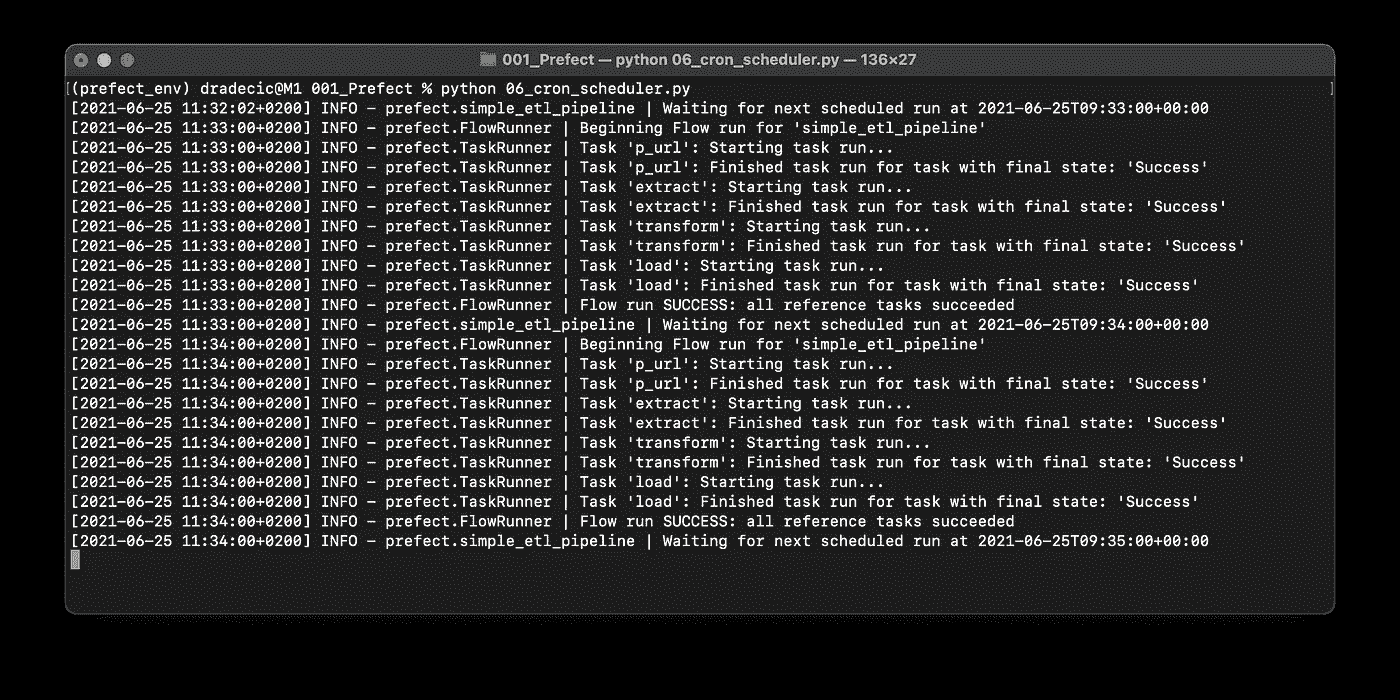 001_Prefect — python 06_cron_scheduler.py — 136×27
[(prefect_env) dradecic@M1 001_Prefect % python 06_cron_scheduler.py ]
[2021-06-25 11:32:02+0200] INFO - prefect.simple_etl_pipeline | Waiting for next scheduled run at 2021-06-25T09:33:00+00:00
[2021-06-25 11:33:00+0200] INFO - prefect.FlowRunner | Beginning Flow run for 'simple_etl_pipeline'
[2021-06-25 11:33:00+0200] INFO - prefect.TaskRunner | Task 'p_url': Starting task run...
[2021-06-25 11:33:00+0200] INFO - prefect.TaskRunner | Task 'p_url': Finished task run for task with final state: 'Success'
[2021-06-25 11:33:00+0200] INFO - prefect.TaskRunner | Task 'extract': Starting task run...
[2021-06-25 11:33:00+0200] INFO - prefect.TaskRunner | Task 'extract': Finished task run for task with final state: 'Success'
[2021-06-25 11:33:00+0200] INFO - prefect.TaskRunner | Task 'transform': Starting task run...
[2021-06-25 11:33:00+0200] INFO - prefect.TaskRunner | Task 'transform': Finished task run for task with final state: 'Success'
[2021-06-25 11:33:00+0200] INFO - prefect.TaskRunner | Task 'load': Starting task run...
[2021-06-25 11:33:00+0200] INFO - prefect.TaskRunner | Task 'load': Finished task run for task with final state: 'Success'
[2021-06-25 11:33:00+0200] INFO - prefect.FlowRunner | Flow run SUCCESS: all reference tasks succeeded
[2021-06-25 11:33:00+0200] INFO - prefect.simple_etl_pipeline | Waiting for next scheduled run at 2021-06-25T09:34:00+00:00
[2021-06-25 11:34:00+0200] INFO - prefect.FlowRunner | Beginning Flow run for 'simple_etl_pipeline'
[2021-06-25 11:34:00+0200] INFO - prefect.TaskRunner | Task 'p_url': Starting task run...
[2021-06-25 11:34:00+0200] INFO - prefect.TaskRunner | Task 'p_url': Finished task run for task with final state: 'Success'
[2021-06-25 11:34:00+0200] INFO - prefect.TaskRunner | Task 'extract': Starting task run...
[2021-06-25 11:34:00+0200] INFO - prefect.TaskRunner | Task 'extract': Finished task run for task with final state: 'Success'
[2021-06-25 11:34:00+0200] INFO - prefect.TaskRunner | Task 'transform': Starting task run...
[2021-06-25 11:34:00+0200] INFO - prefect.TaskRunner | Task 'transform': Finished task run for task with final state: 'Success'
[2021-06-25 11:34:00+0200] INFO - prefect.TaskRunner | Task 'load': Starting task run...
[2021-06-25 11:34:00+0200] INFO - prefect.TaskRunner | Task 'load': Finished task run for task with final state: 'Success'
[2021-06-25 11:34:00+0200] INFO - prefect.FlowRunner | Flow run SUCCESS: all reference tasks succeeded
[2021-06-25 11:34:00+0200] INFO - prefect.simple_etl_pipeline | Waiting for next scheduled run at 2021-06-25T09:35:00+00:00